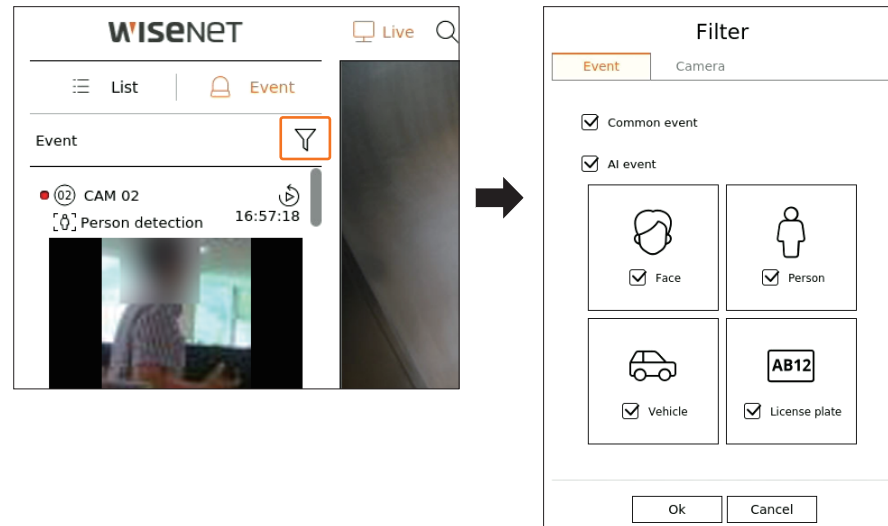 WISENET
Live
List
Event
Event
02 CAM 02
Person detection
16:57:18
Filter
Event
Camera
Common event
AI event
Face
Person
Vehicle
AB12
License plate
Ok
Cancel